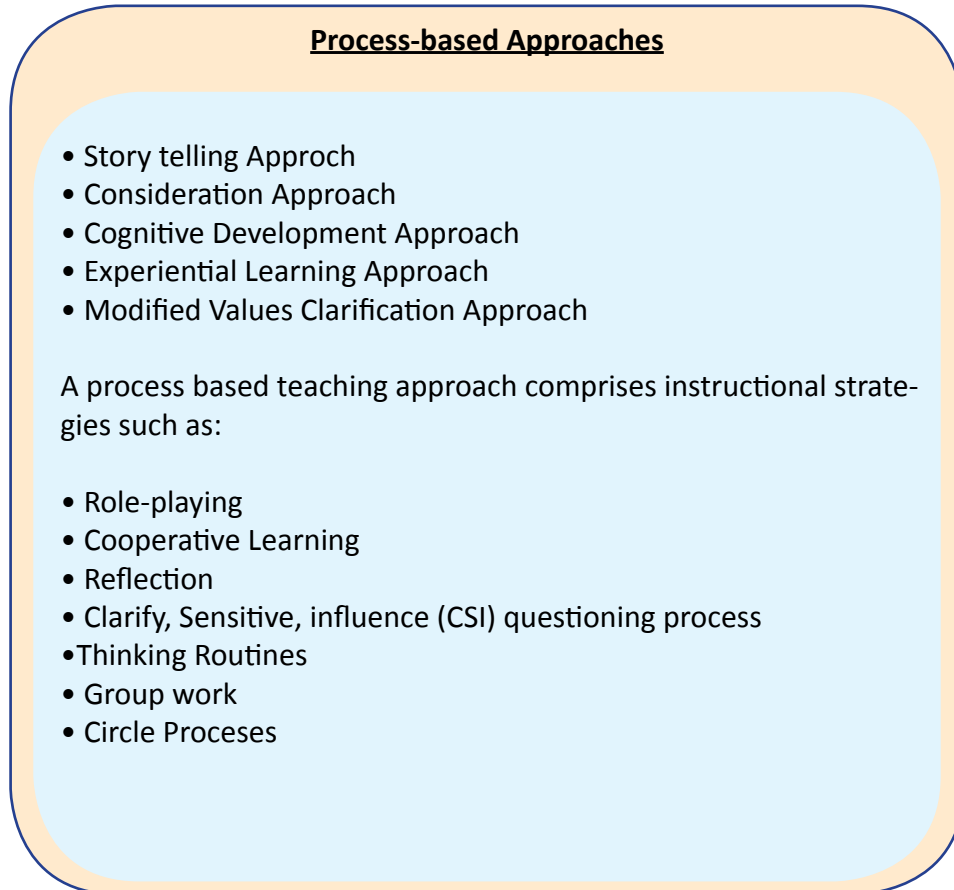 Process-based Approaches
• Story telling Approch
• Consideration Approach
• Cognitive Development Approach
• Experiential Learning Approach
• Modified Values Clarification Approach
A process based teaching approach comprises instructional strate-
gies such as:
• Role-playing
• Cooperative Learning
• Reflection
• Clarify, Sensitive, influence (CSI) questioning process
•Thinking Routines
• Group work
• Circle Proceses